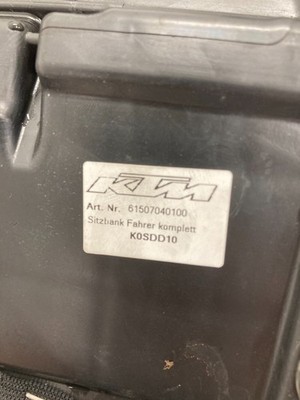 KTM
Art. Nr. 61507040100
Sitzbank Fahrer komplett
K0SDD10